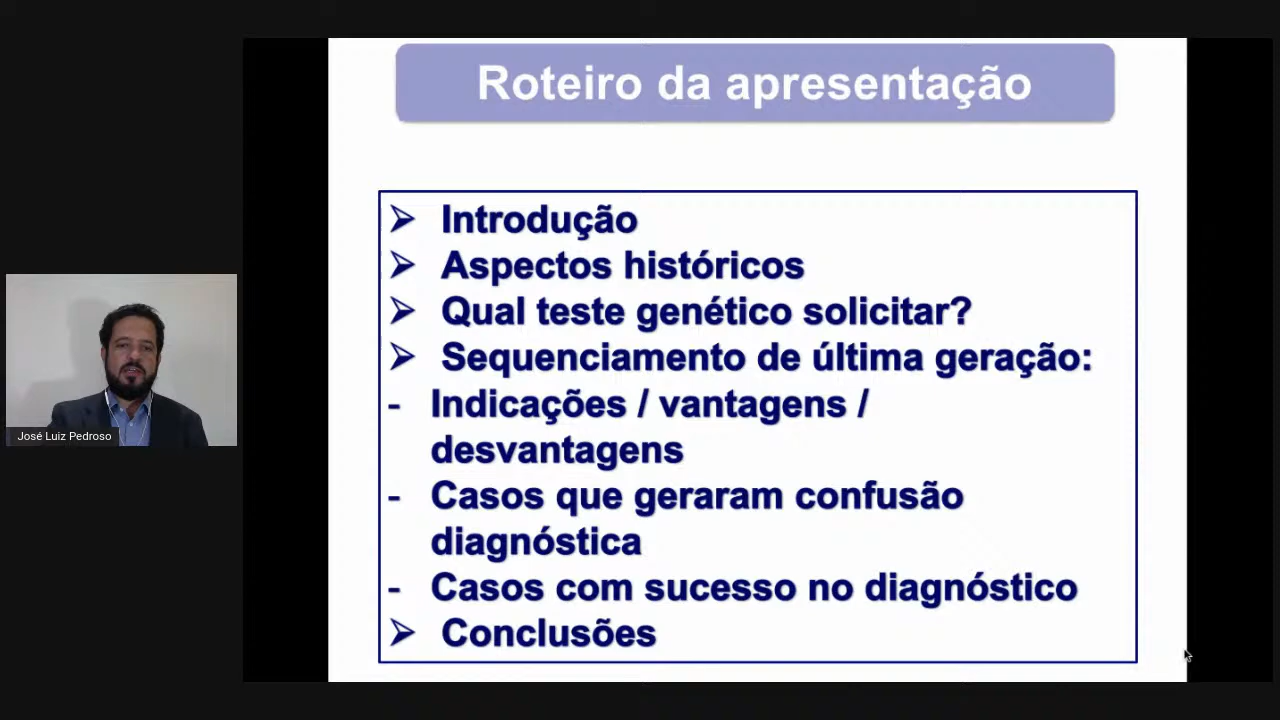 Roteiro da apresentação
➢ Introdução
➢ Aspectos históricos
➢ Qual teste genético solicitar?
➢ Sequenciamento de última geração:
- Indicações / vantagens /
desvantagens
- Casos que geraram confusão
diagnóstica
- Casos com sucesso no diagnóstico
➢ Conclusões
José Luiz Pedroso